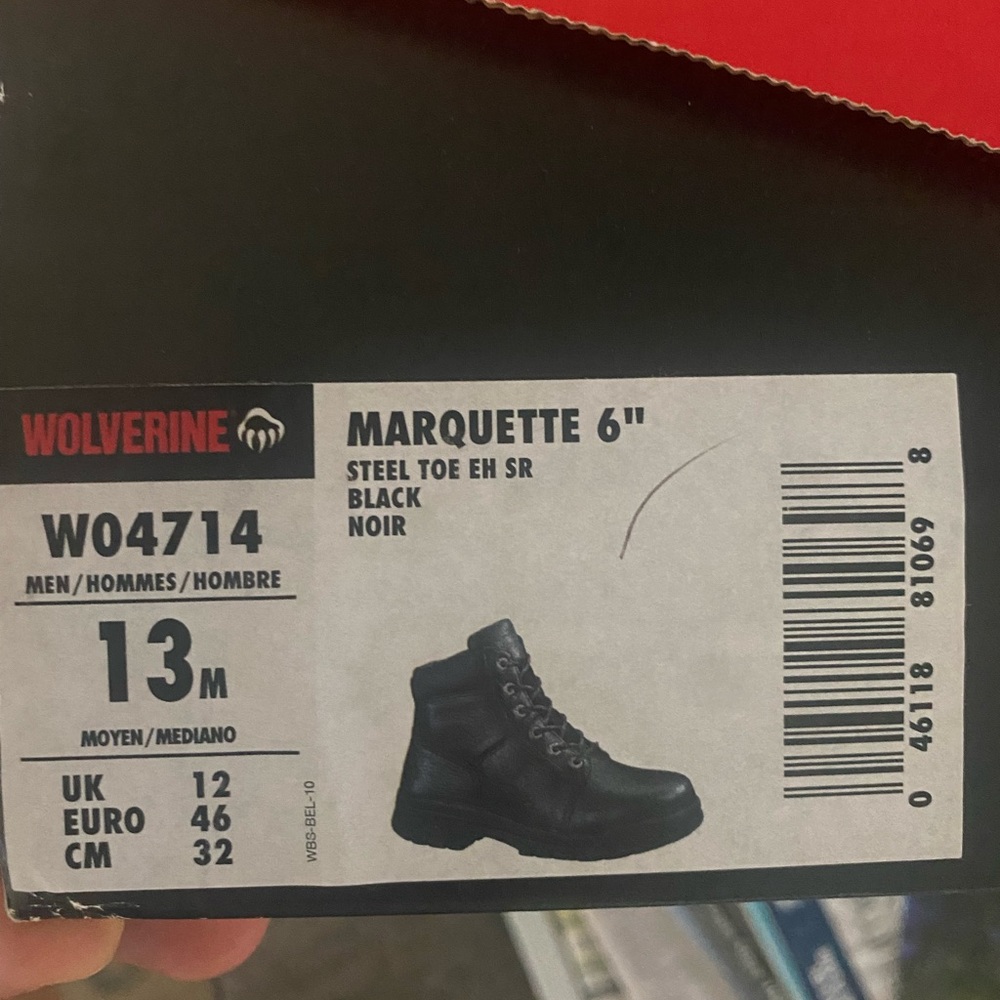 WOLVERINE
W04714
MEN/HOMMES/HOMBRE
13M
MOYEN/MEDIANO
UK 12
EURO 46
CM 32
WBS-BEL-10
MARQUETTE 6"
STEEL TOE EH SR
BLACK
NOIR
0 46118 81069 8